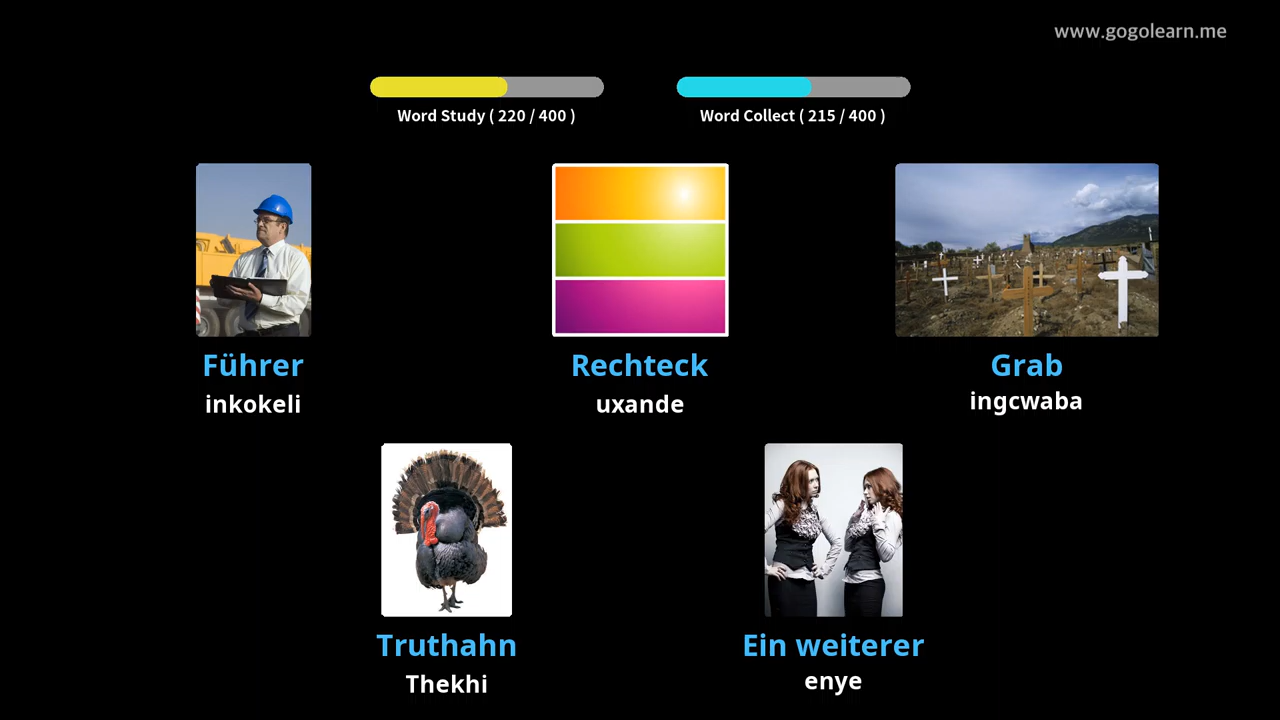 www.gogolearn.me
Word Study ( 220 / 400 )
Word Collect ( 215 / 400 )
Führer
inkokeli
Rechteck
uxande
Grab
ingcwaba
Truthahn
Thekhi
Ein weiterer
enye